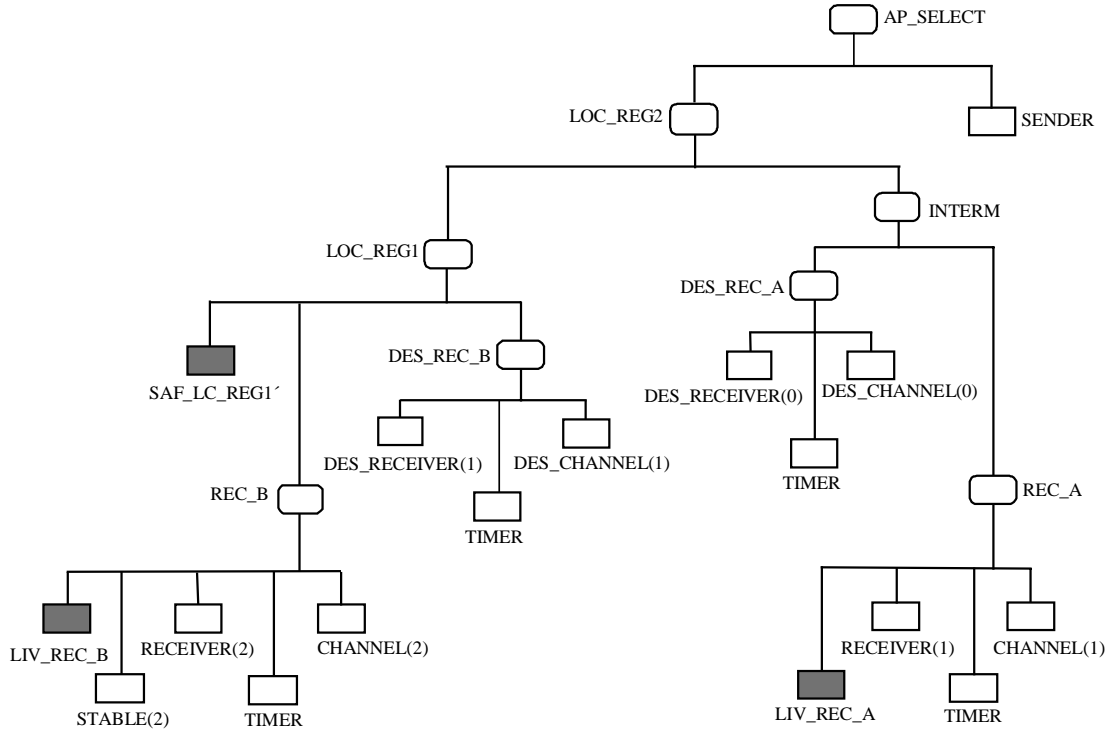 AP_SELECT
LOC_REG2
SENDER
INTERM
LOC_REG1
DES_REC_A
DES_REC_B
SAF_LC_REG1´
DES_RECEIVER(0)
DES_CHANNEL(0)
DES_RECEIVER(1)
DES_CHANNEL(1)
TIMER
REC_B
REC_A
TIMER
LIV_REC_B
RECEIVER(2)
CHANNEL(2)
RECEIVER(1)
CHANNEL(1)
STABLE(2)
TIMER
LIV_REC_A
TIMER